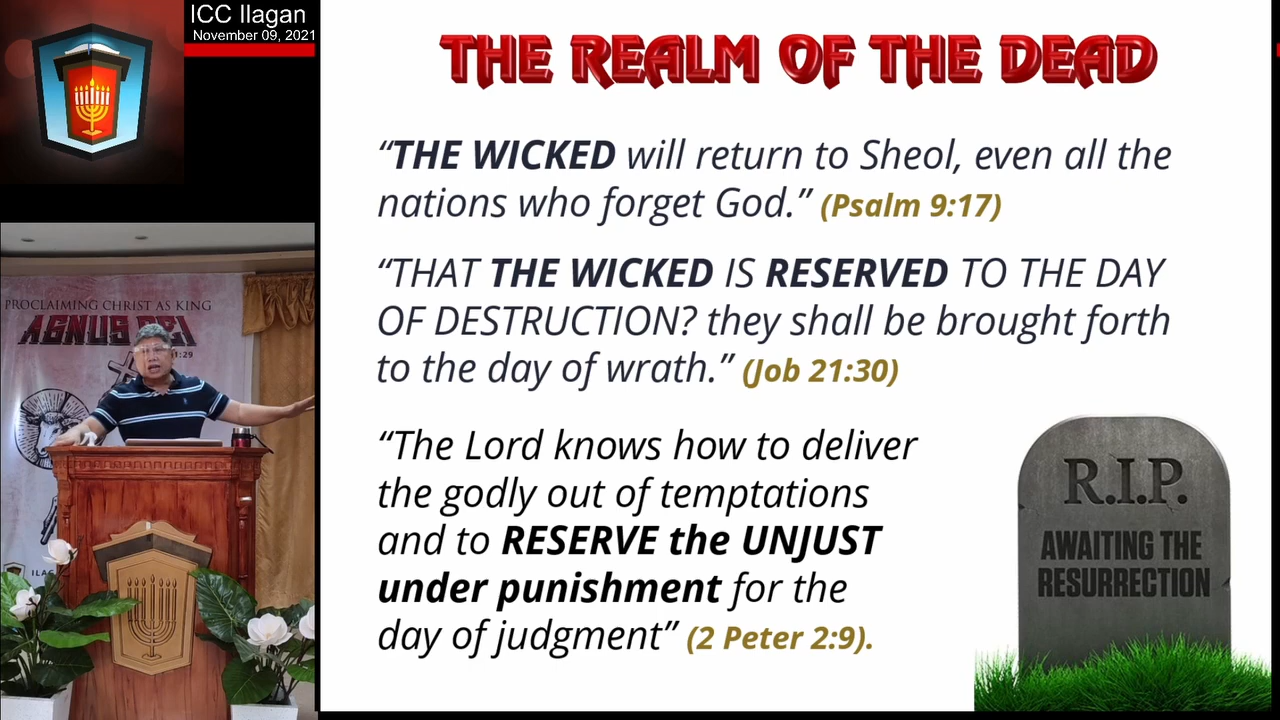 ICC Ilagan
November 09, 2021
THE REALM OF THE DEAD
“THE WICKED will return to Sheol, even all the
nations who forget God.” (Psalm 9:17)
“THAT THE WICKED IS RESERVED TO THE DAY
OF DESTRUCTION? they shall be brought forth
to the day of wrath.” (Job 21:30)
“The Lord knows how to deliver
the godly out of temptations
and to RESERVE the UNJUST
under punishment for the
day of judgment” (2 Peter 2:9).
R.I.P.
AWAITING THE
RESURRECTION
PROCLAIMING CHRIST AS KING
AGNUS DEI
1:29